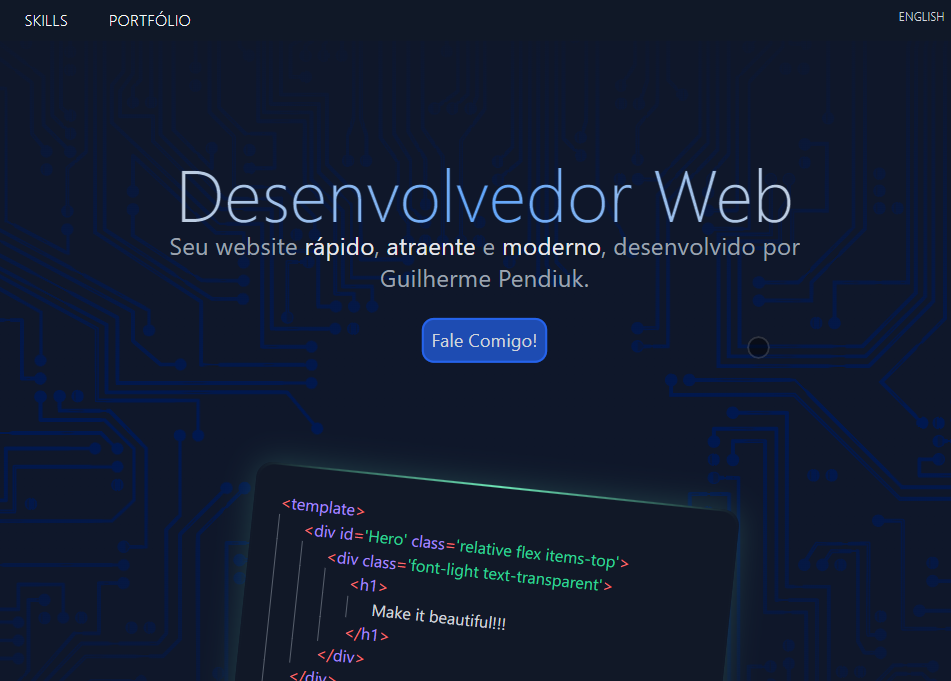 SKILLS PORTFÓLIO ENGLISH
Desenvolvedor Web
Seu website rápido, atraente e moderno, desenvolvido por
Guilherme Pendiuk.
Fale Comigo!
<template>
<div id='Hero' class='relative flex items-top'>
<div class='font-light text-transparent'>
<h1>
Make it beautiful!!!
</h1>
</div>
</div>